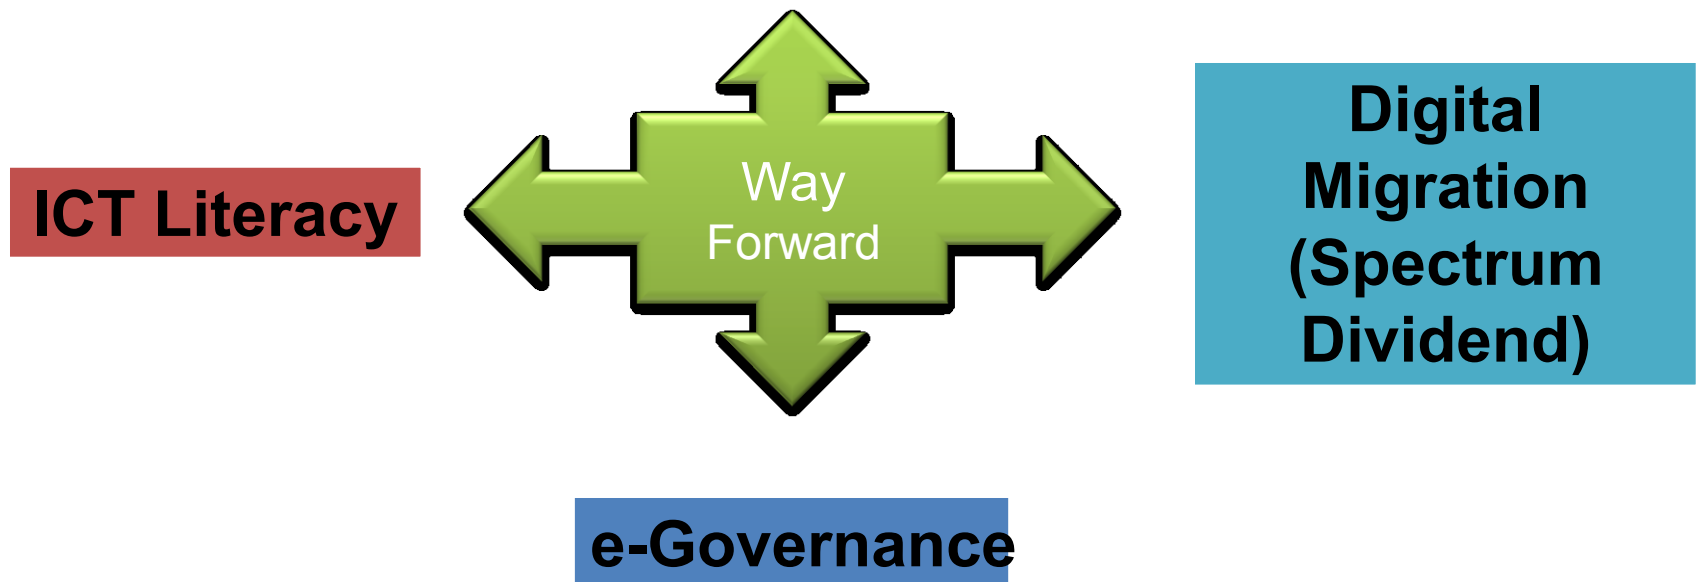 Way
Forward
ICT Literacy
Digital
Migration
(Spectrum
Dividend)
e-Governance